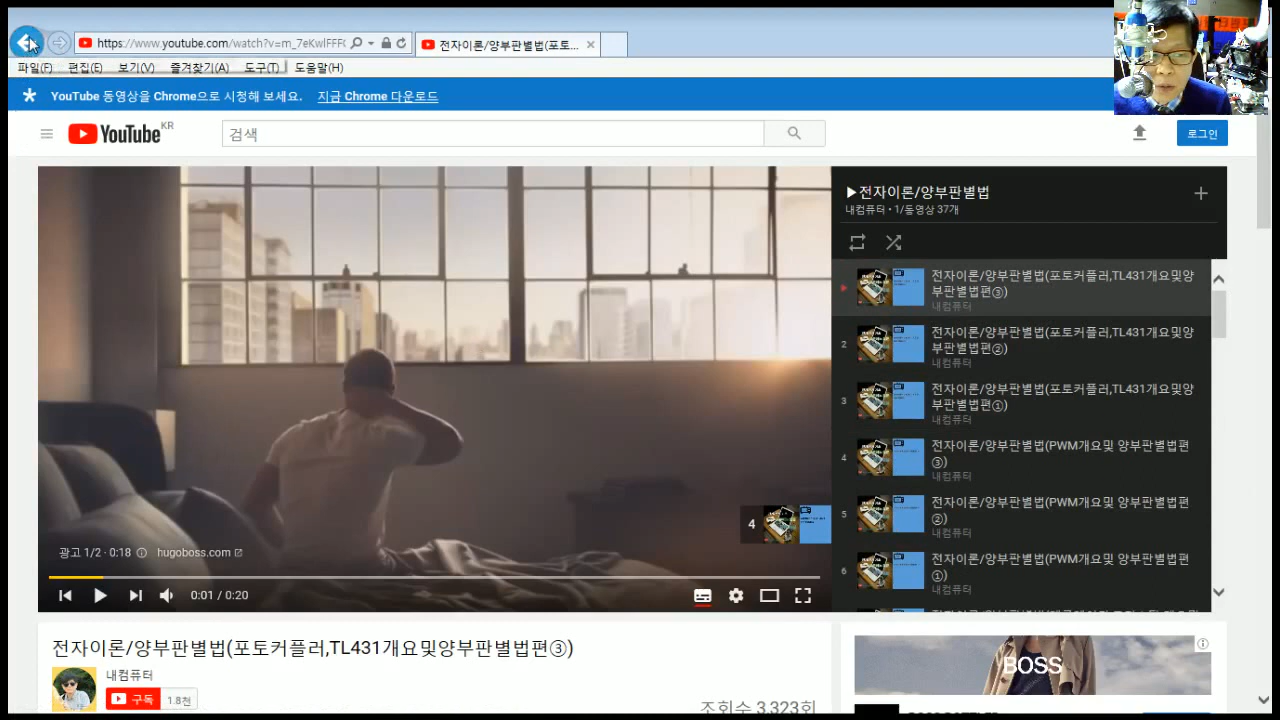 https://www.youtube.com/watch?v=m_7eKwlFFF
전자이론/양부판별법(포토...
파일(F) 편집(E) 보기(V) 즐겨찾기(A) 도구(T) 도움말(H)
YouTube 동영상을 Chrome으로 시청해 보세요. 지금 Chrome 다운로드
YouTube KR
검색
로그인
▶전자이론/양부판별법
내컴퓨터 • 1/동영상 37개
전자이론/양부판별법(포토커플러,TL431개요및양
부판별법편③)
내컴퓨터
2
전자이론/양부판별법(포토커플러,TL431개요및양
부판별법편②)
내컴퓨터
3
전자이론/양부판별법(포토커플러,TL431개요및양
부판별법편①)
내컴퓨터
4
전자이론/양부판별법(PWM개요및 양부판별법편
③)
내컴퓨터
5
전자이론/양부판별법(PWM개요및 양부판별법편
②)
내컴퓨터
6
전자이론/양부판별법(PWM개요및 양부판별법편
①)
내컴퓨터
4
광고 1/2 · 0:18 hugoboss.com
0:01 / 0:20
전자이론/양부판별법(포토커플러,TL431개요및양부판별법편③)
내컴퓨터
구독 1.8천
조회수 3,323회
BOSS